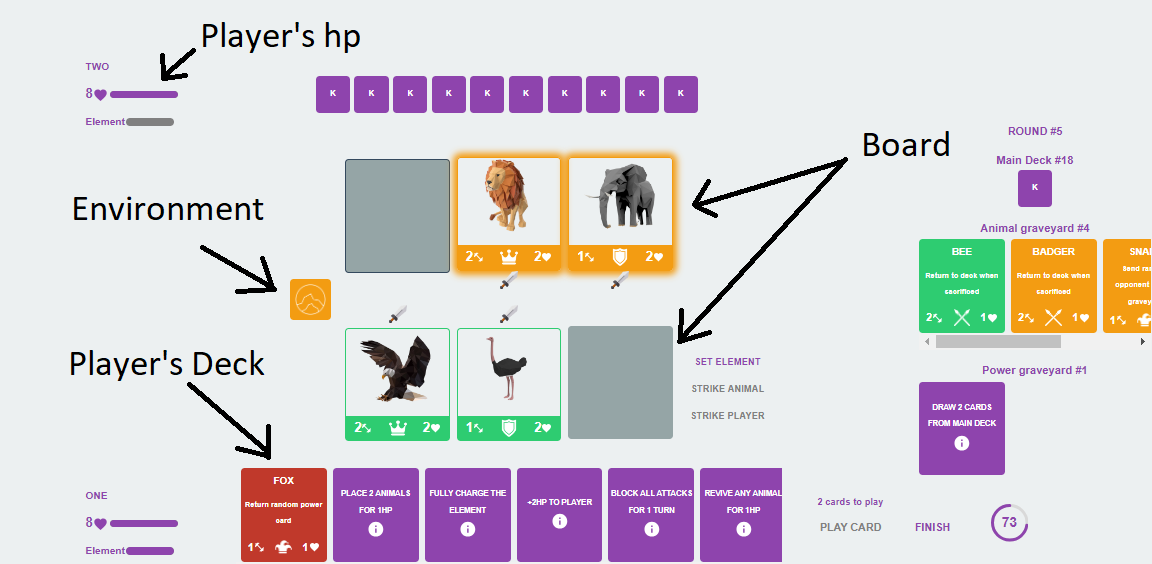 Player's hp
TWO
8
Element
K K K K K K K K K K
Board
ROUND #5
Main Deck #18
K
Environment
2 2
1 2
Animal graveyard #4
BEE
Return to deck when
sacrificed
2 1
BADGER
Return to deck when
sacrificed
2 1
SNA
Send ra
opponent
gravey
1
Player's Deck
2 2
1 2
SET ELEMENT
STRIKE ANIMAL
STRIKE PLAYER
Power graveyard #1
DRAW 2 CARDS
FROM MAIN DECK
ONE
8
Element
FOX
Return random power
card
1 1
PLACE 2 ANIMALS
FOR 1HP
FULLY CHARGE THE
ELEMENT
+2HP TO PLAYER
BLOCK ALL ATTACKS
FOR 1 TURN
REVIVE ANY ANIMAL
FOR 1HP
2 cards to play
PLAY CARD
FINISH
73